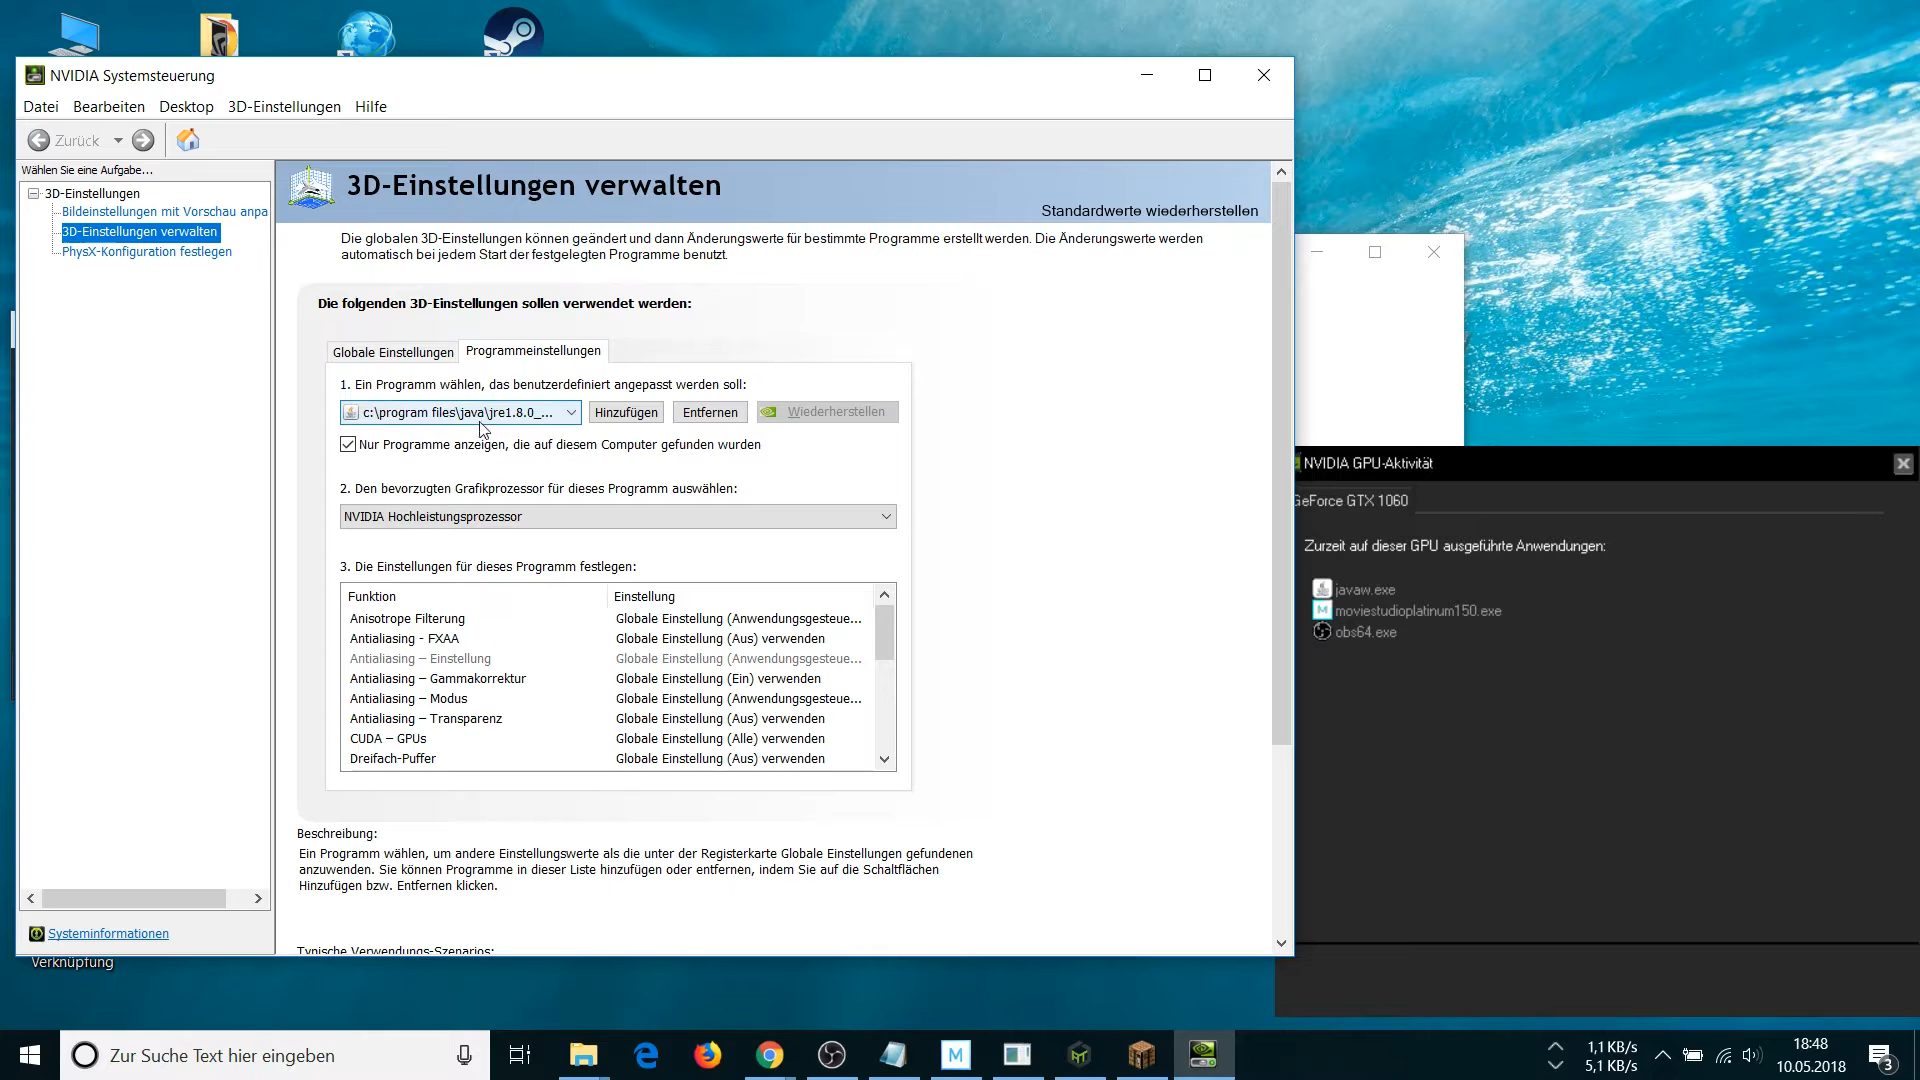 NVIDIA Systemsteuerung
Datei Bearbeiten Desktop 3D-Einstellungen Hilfe
Zurück
Wählen Sie eine Aufgabe...
3D-Einstellungen
Bildeinstellungen mit Vorschau anpa
3D-Einstellungen verwalten
PhysX-Konfiguration festlegen
Systeminformationen
3D-Einstellungen verwalten
Standardwerte wiederherstellen
Die globalen 3D-Einstellungen können geändert und dann Änderungswerte für bestimmte Programme erstellt werden. Die Änderungswerte werden
automatisch bei jedem Start der festgelegten Programme benutzt.
Die folgenden 3D-Einstellungen sollen verwendet werden:
Globale Einstellungen Programmeinstellungen
1. Ein Programm wählen, das benutzerdefiniert angepasst werden soll:
c:\program files\java\jre1.8.0_... Hinzufügen Entfernen Wiederherstellen
Nur Programme anzeigen, die auf diesem Computer gefunden wurden
2. Den bevorzugten Grafikprozessor für dieses Programm auswählen:
NVIDIA Hochleistungsprozessor
3. Die Einstellungen für dieses Programm festlegen:
Funktion Einstellung
Anisotrope Filterung Globale Einstellung (Anwendungsgesteue...
Antialiasing - FXAA Globale Einstellung (Aus) verwenden
Antialiasing – Einstellung Globale Einstellung (Anwendungsgesteue...
Antialiasing – Gammakorrektur Globale Einstellung (Ein) verwenden
Antialiasing – Modus Globale Einstellung (Anwendungsgesteue...
Antialiasing – Transparenz Globale Einstellung (Aus) verwenden
CUDA – GPUs Globale Einstellung (Alle) verwenden
Dreifach-Puffer Globale Einstellung (Aus) verwenden
Beschreibung:
Ein Programm wählen, um andere Einstellungswerte als die unter der Registerkarte Globale Einstellungen gefundenen
anzuwenden. Sie können Programme in dieser Liste hinzufügen oder entfernen, indem Sie auf die Schaltflächen
Hinzufügen bzw. Entfernen klicken.
Typische Verwendungs-Szenarios:
Verknüpfung
NVIDIA GPU-Aktivität
GeForce GTX 1060
Zurzeit auf dieser GPU ausgeführte Anwendungen:
javaw.exe
M moviestudioplatinum150.exe
obs64.exe
Zur Suche Text hier eingeben
M
1,1 KB/s
5,1 KB/s
18:48
10.05.2018
3